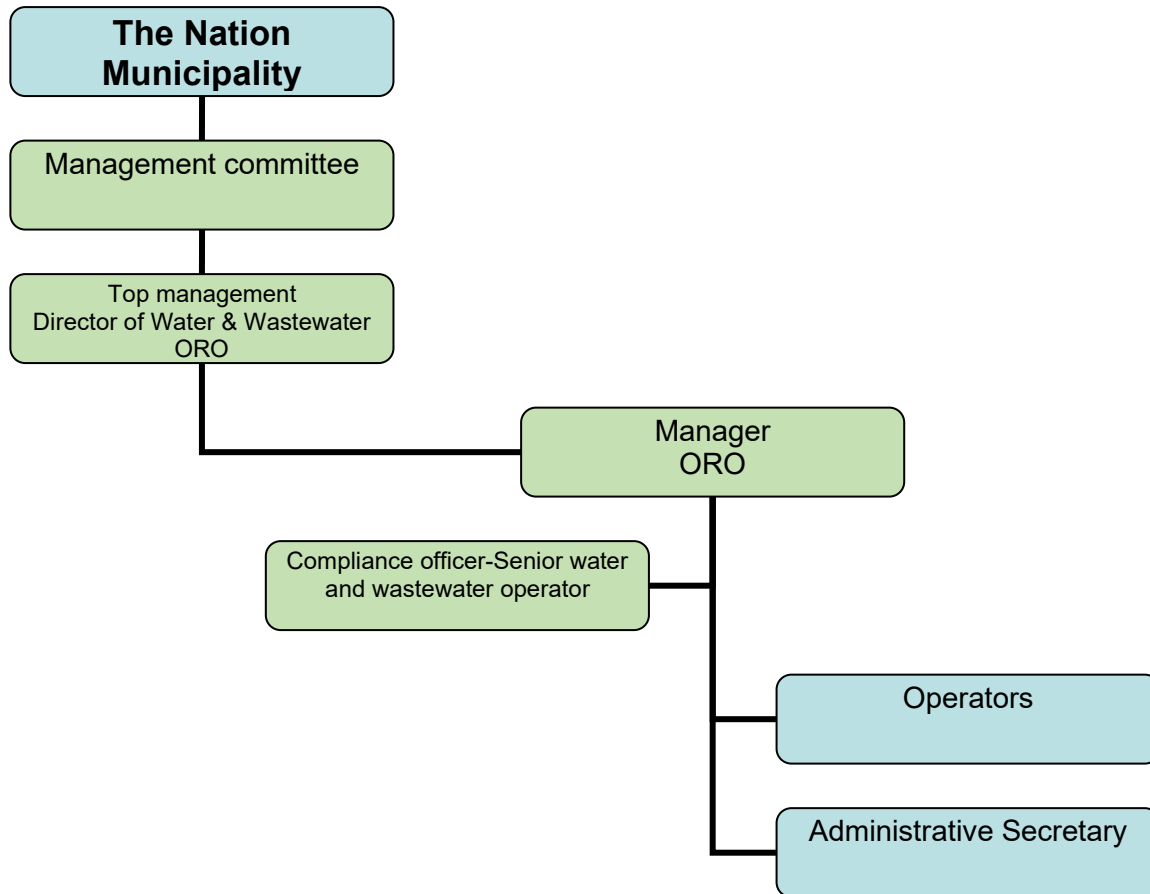 The Nation
Municipality
Management committee
Top management
Director of Water & Wastewater
ORO
Manager
ORO
Compliance officer-Senior water
and wastewater operator
Operators
Administrative Secretary